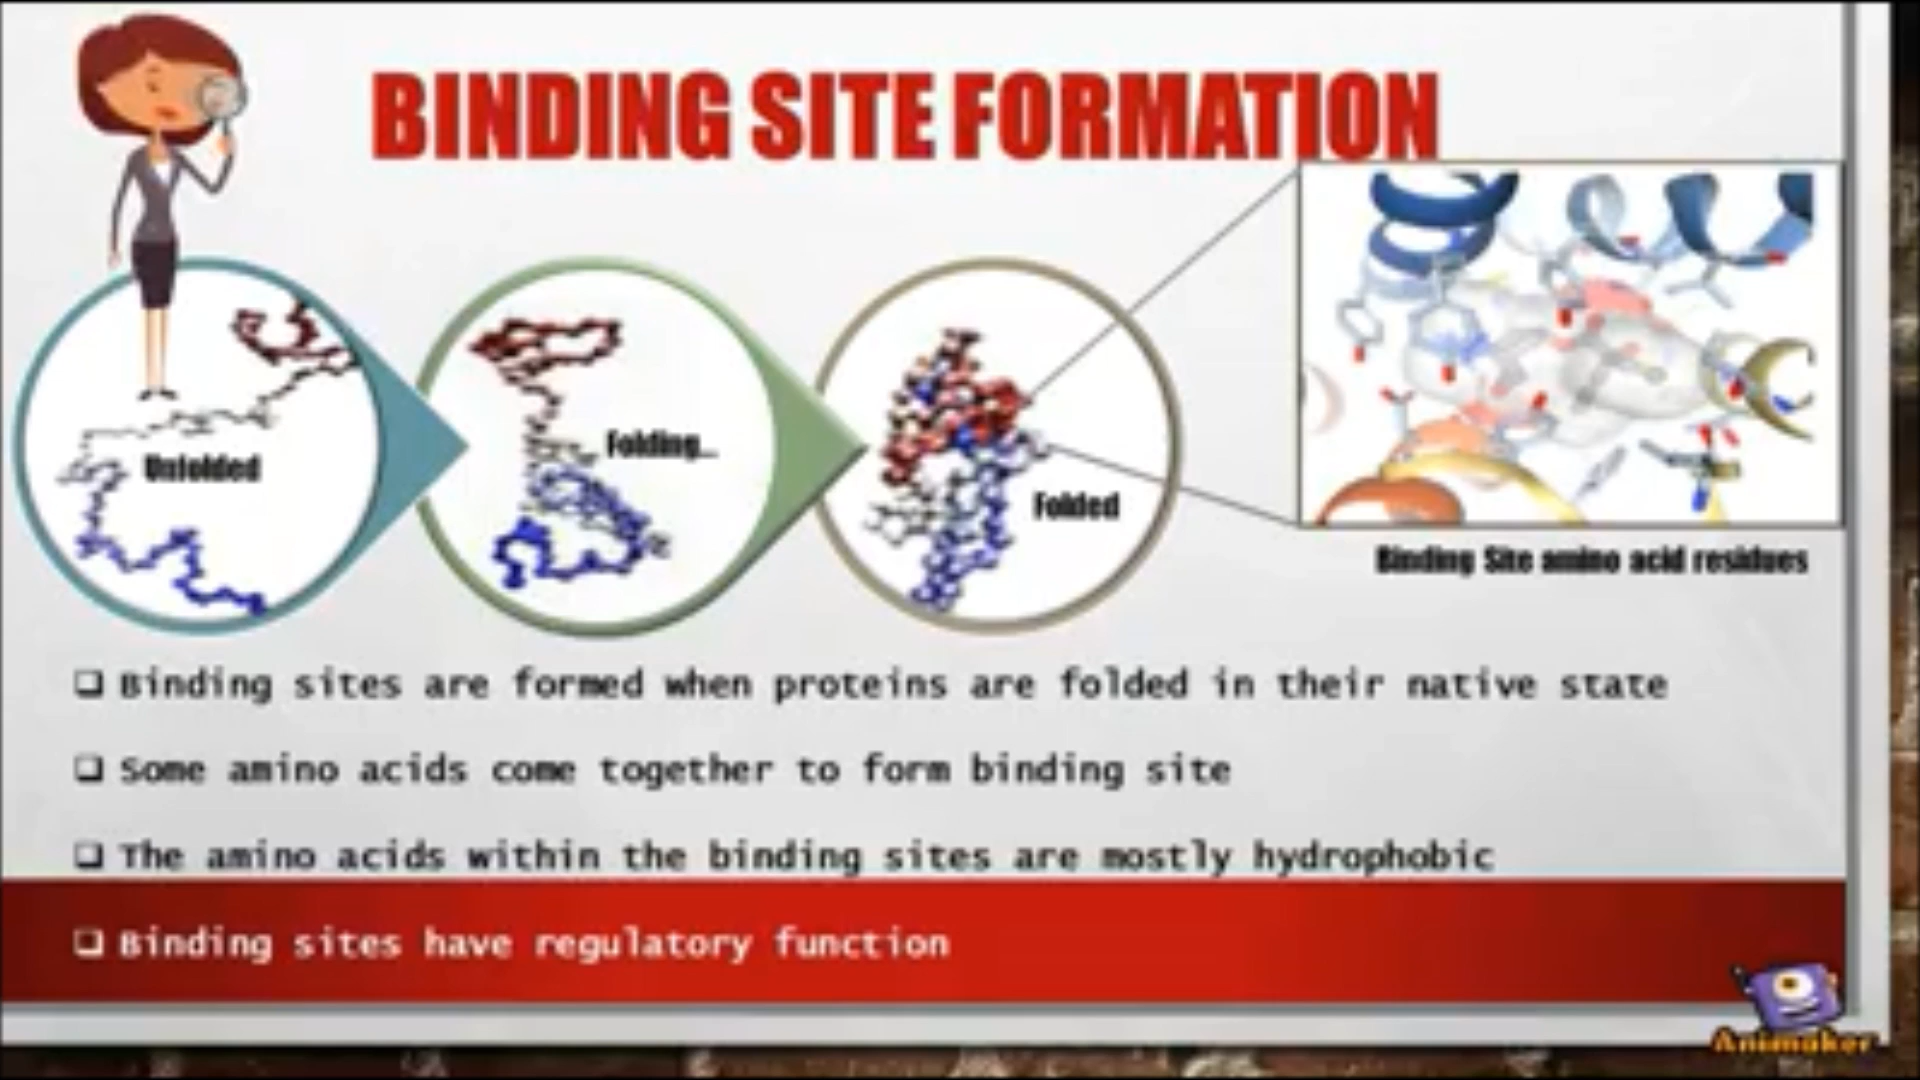 BINDING SITE FORMATION
Unfolded
Folding...
Folded
Binding Site amino acid residues
❑ Binding sites are formed when proteins are folded in their native state
❑ Some amino acids come together to form binding site
❑ The amino acids within the binding sites are mostly hydrophobic
❑ Binding sites have regulatory function
Animaker